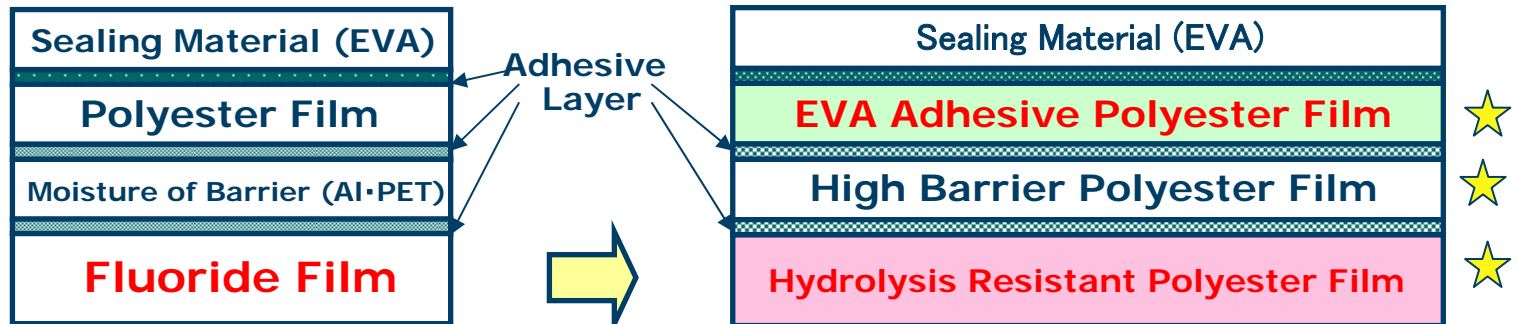 Sealing Material (EVA)
Polyester Film
Moisture of Barrier (Al・PET)
Fluoride Film
Adhesive
Layer
Sealing Material (EVA)
EVA Adhesive Polyester Film
High Barrier Polyester Film
Hydrolysis Resistant Polyester Film